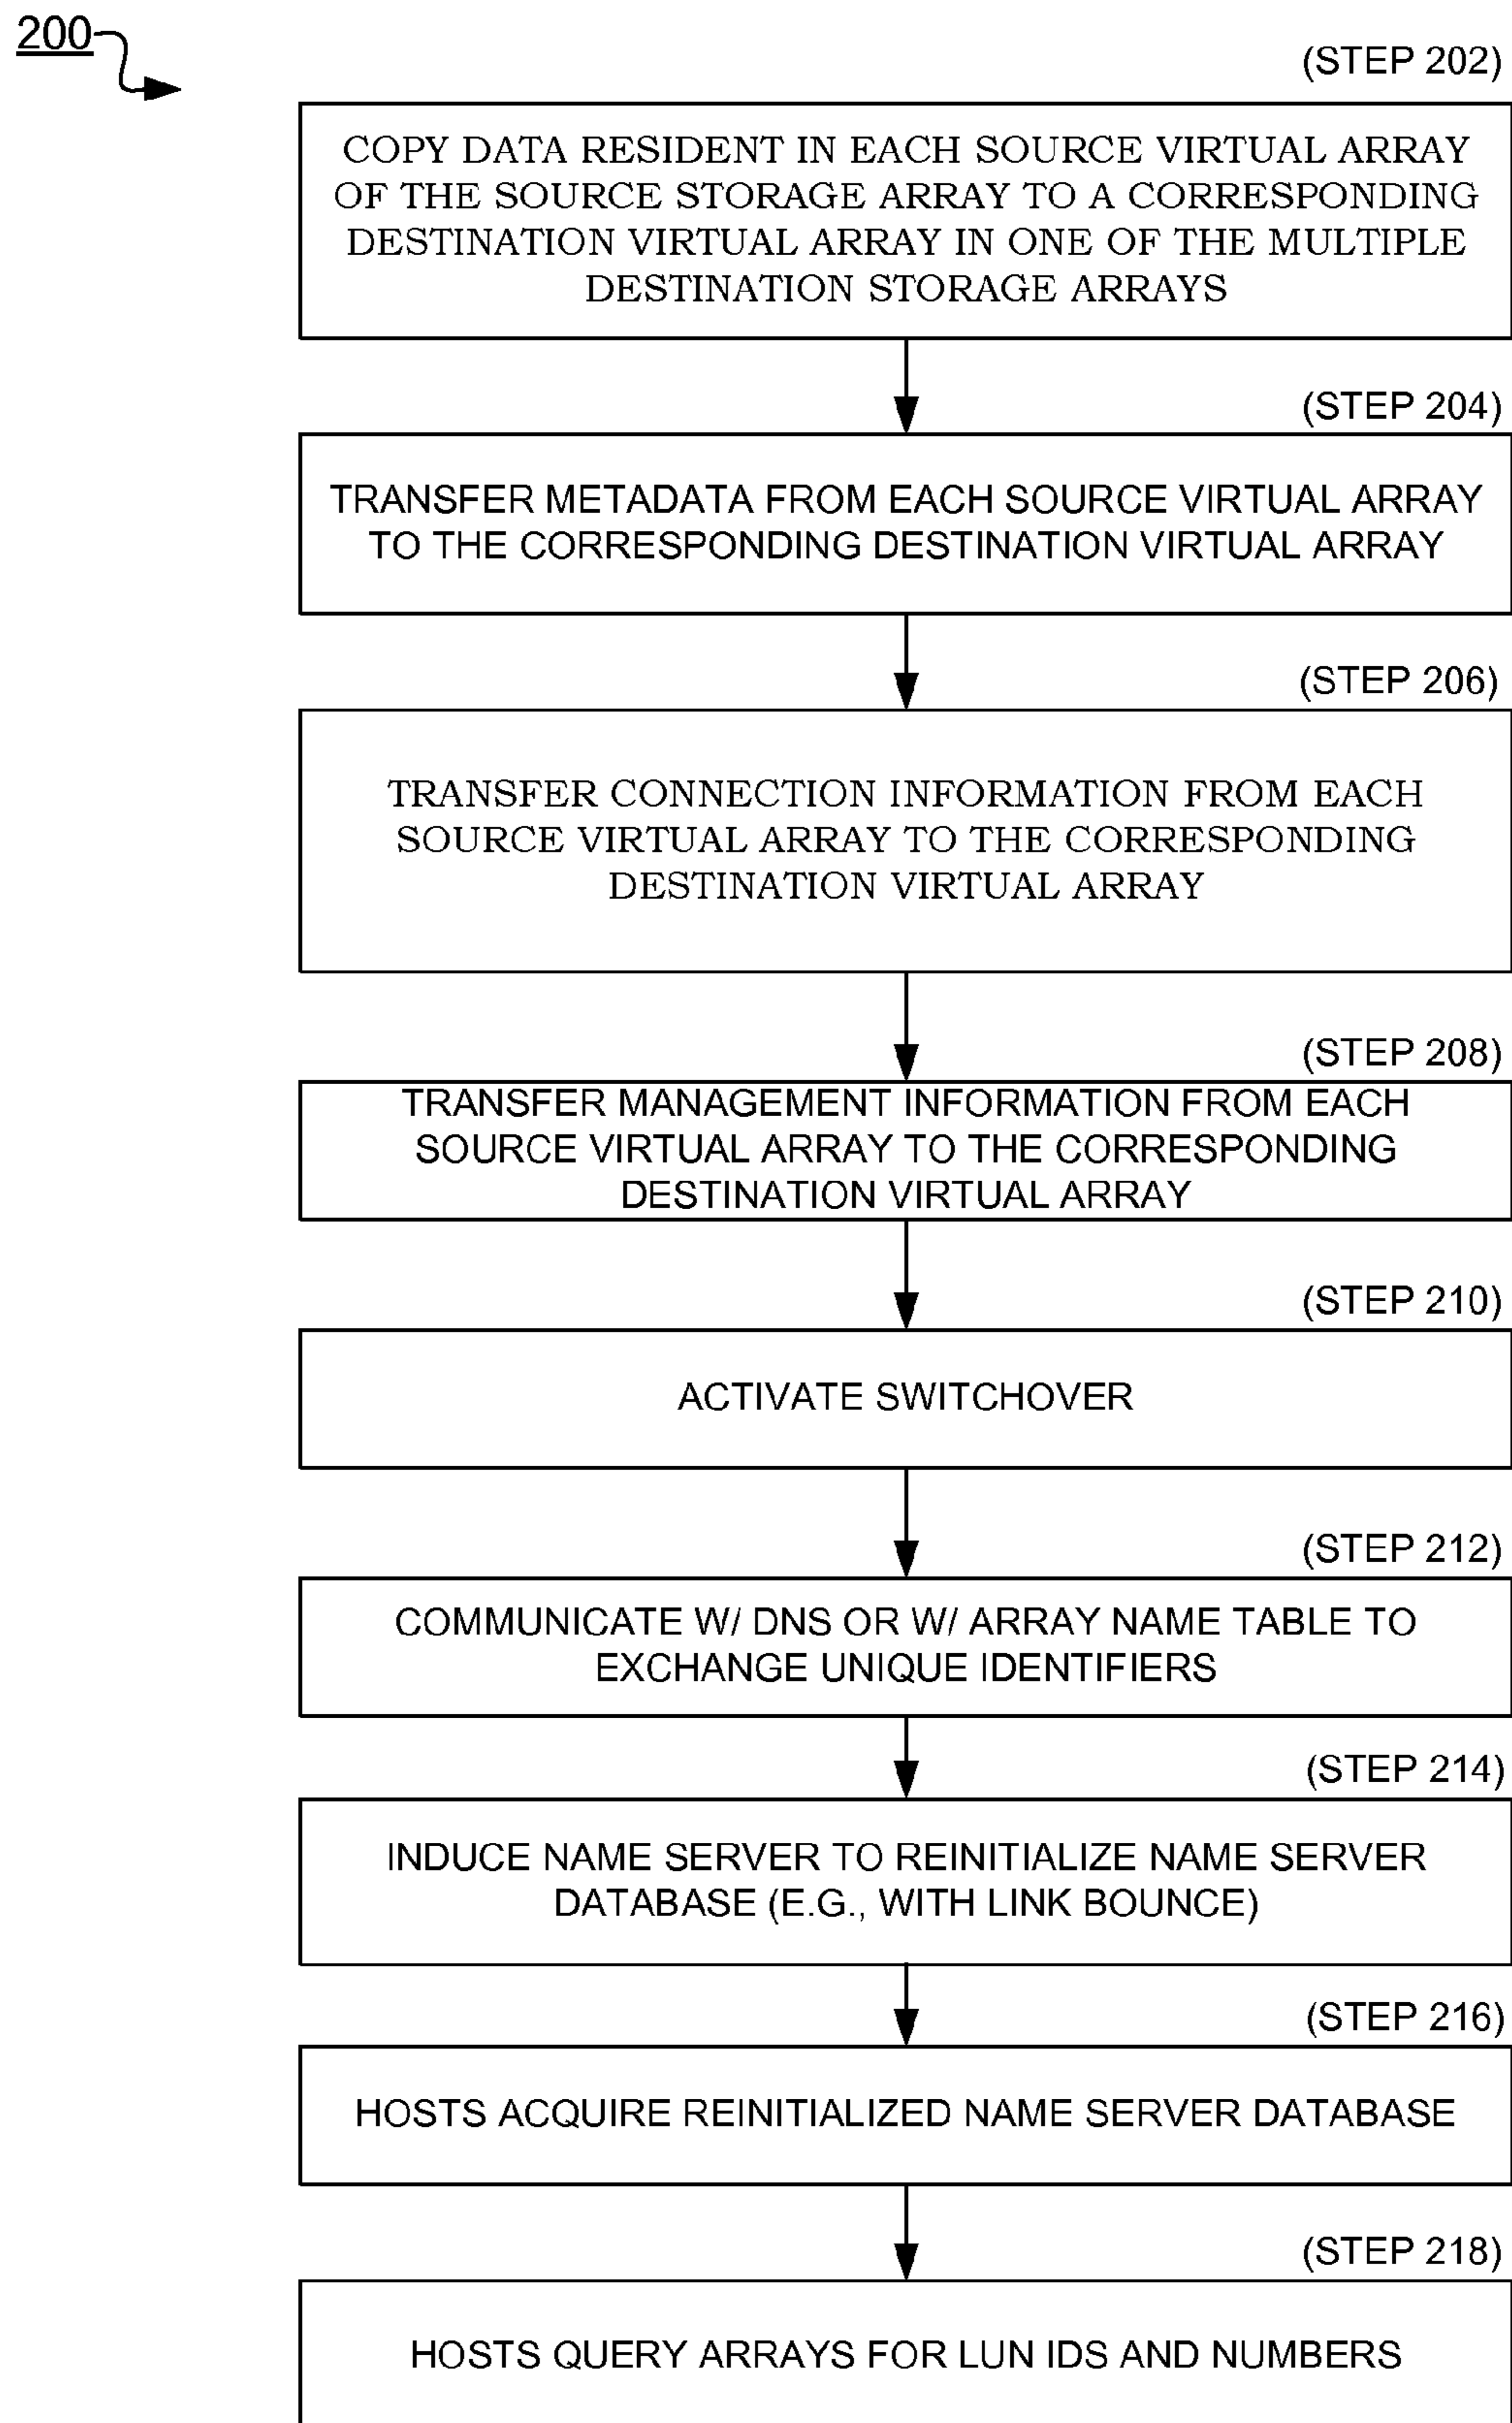 200
(STEP 202)
COPY DATA RESIDENT IN EACH SOURCE VIRTUAL ARRAY
OF THE SOURCE STORAGE ARRAY TO A CORRESPONDING
DESTINATION VIRTUAL ARRAY IN ONE OF THE MULTIPLE
DESTINATION STORAGE ARRAYS
(STEP 204)
TRANSFER METADATA FROM EACH SOURCE VIRTUAL ARRAY
TO THE CORRESPONDING DESTINATION VIRTUAL ARRAY
(STEP 206)
TRANSFER CONNECTION INFORMATION FROM EACH
SOURCE VIRTUAL ARRAY TO THE CORRESPONDING
DESTINATION VIRTUAL ARRAY
(STEP 208)
TRANSFER MANAGEMENT INFORMATION FROM EACH
SOURCE VIRTUAL ARRAY TO THE CORRESPONDING
DESTINATION VIRTUAL ARRAY
(STEP 210)
ACTIVATE SWITCHOVER
(STEP 212)
COMMUNICATE W/ DNS OR W/ ARRAY NAME TABLE TO
EXCHANGE UNIQUE IDENTIFIERS
(STEP 214)
INDUCE NAME SERVER TO REINITIALIZE NAME SERVER
DATABASE (E.G., WITH LINK BOUNCE)
(STEP 216)
HOSTS ACQUIRE REINITIALIZED NAME SERVER DATABASE
(STEP 218)
HOSTS QUERY ARRAYS FOR LUN IDS AND NUMBERS